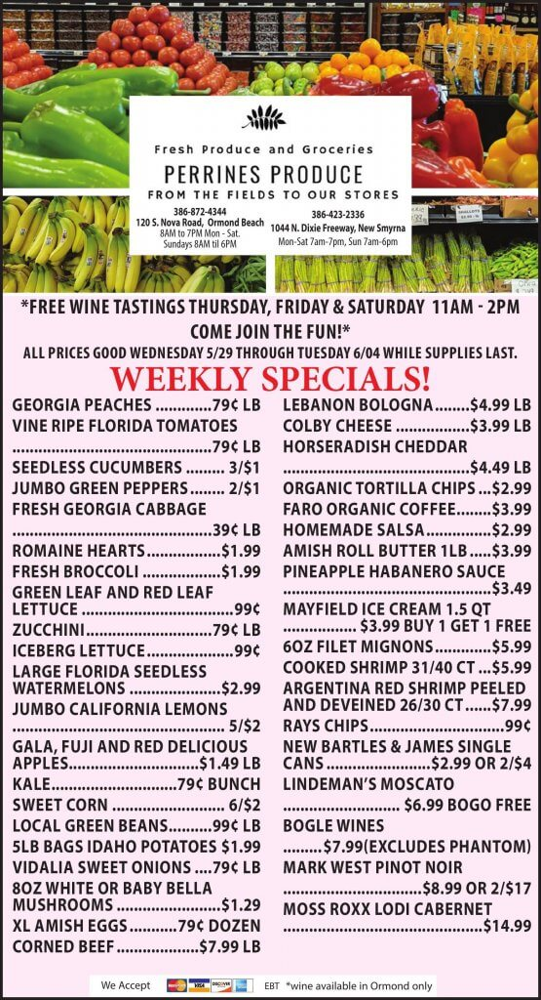 Fresh Produce and Groceries
PERRINES PRODUCE
FROM THE FIELDS TO OUR STORES
386-872-4344
120 S. Nova Road, Ormond Beach
8AM to 7PM Mon - Sat.
Sundays 8AM til 6PM
386-423-2336
1044 N. Dixie Freeway, New Smyrna
Mon-Sat 7am-7pm, Sun 7am-6pm
*FREE WINE TASTINGS THURSDAY, FRIDAY & SATURDAY 11AM - 2PM
COME JOIN THE FUN!*
ALL PRICES GOOD WEDNESDAY 5/29 THROUGH TUESDAY 6/04 WHILE SUPPLIES LAST.
WEEKLY SPECIALS!
GEORGIA PEACHES .............79¢ LB
VINE RIPE FLORIDA TOMATOES
..............................................79¢ LB
SEEDLESS CUCUMBERS ......... 3/$1
JUMBO GREEN PEPPERS........ 2/$1
FRESH GEORGIA CABBAGE
..............................................39¢ LB
ROMAINE HEARTS.................$1.99
FRESH BROCCOLI ..................$1.99
GREEN LEAF AND RED LEAF
LETTUCE ...................................99¢
ZUCCHINI.............................79¢ LB
ICEBERG LETTUCE....................99¢
LARGE FLORIDA SEEDLESS
WATERMELONS .....................$2.99
JUMBO CALIFORNIA LEMONS
................................................. 5/$2
GALA, FUJI AND RED DELICIOUS
APPLES..............................$1.49 LB
KALE.............................79¢ BUNCH
SWEET CORN .......................... 6/$2
LOCAL GREEN BEANS..........99¢ LB
5LB BAGS IDAHO POTATOES $1.99
VIDALIA SWEET ONIONS ....79¢ LB
8OZ WHITE OR BABY BELLA
MUSHROOMS ........................$1.29
XL AMISH EGGS...........79¢ DOZEN
CORNED BEEF...................$7.99 LB
LEBANON BOLOGNA........$4.99 LB
COLBY CHEESE .................$3.99 LB
HORSERADISH CHEDDAR
...........................................$4.49 LB
ORGANIC TORTILLA CHIPS ...$2.99
FARO ORGANIC COFFEE........$3.99
HOMEMADE SALSA...............$2.99
AMISH ROLL BUTTER 1LB .....$3.99
PINEAPPLE HABANERO SAUCE
................................................$3.49
MAYFIELD ICE CREAM 1.5 QT
................. $3.99 BUY 1 GET 1 FREE
6OZ FILET MIGNONS.............$5.99
COOKED SHRIMP 31/40 CT ...$5.99
ARGENTINA RED SHRIMP PEELED
AND DEVEINED 26/30 CT......$7.99
RAYS CHIPS...............................99¢
NEW BARTLES & JAMES SINGLE
CANS ........................$2.99 OR 2/$4
LINDEMAN'S MOSCATO
........................... $6.99 BOGO FREE
BOGLE WINES
.........$7.99(EXCLUDES PHANTOM)
MARK WEST PINOT NOIR
................................$8.99 OR 2/$17
MOSS ROXX LODI CABERNET
..............................................$14.99
We Accept VISA DISCOVER EBT *wine available in Ormond only